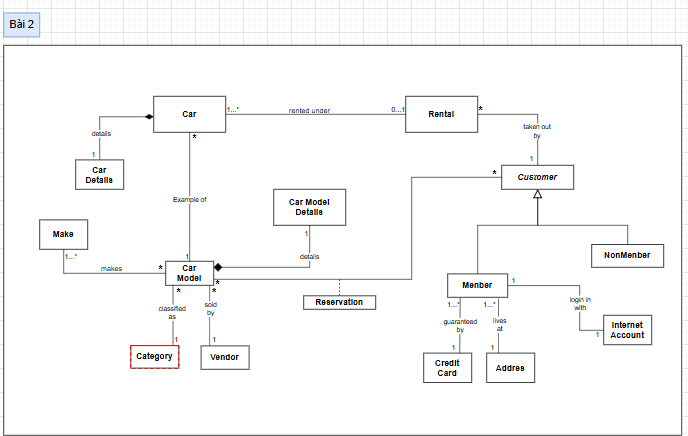 Bài 2
Car
1...*
rented under
0...1
Rental
*
details
*
taken out
by
1
1
Car
Details
*
Customer
Example of
Car Model
Details
Make
1
1...*
1
details
NonMenber
makes
*
Car
Model
*
Menber
1
*
*
Reservation
1...*
1...*
login in
with
classified
as
sold
by
guaranteed
by
lives
at
1
Internet
Account
1
1
1
1
Category
Vendor
Credit
Card
Addres